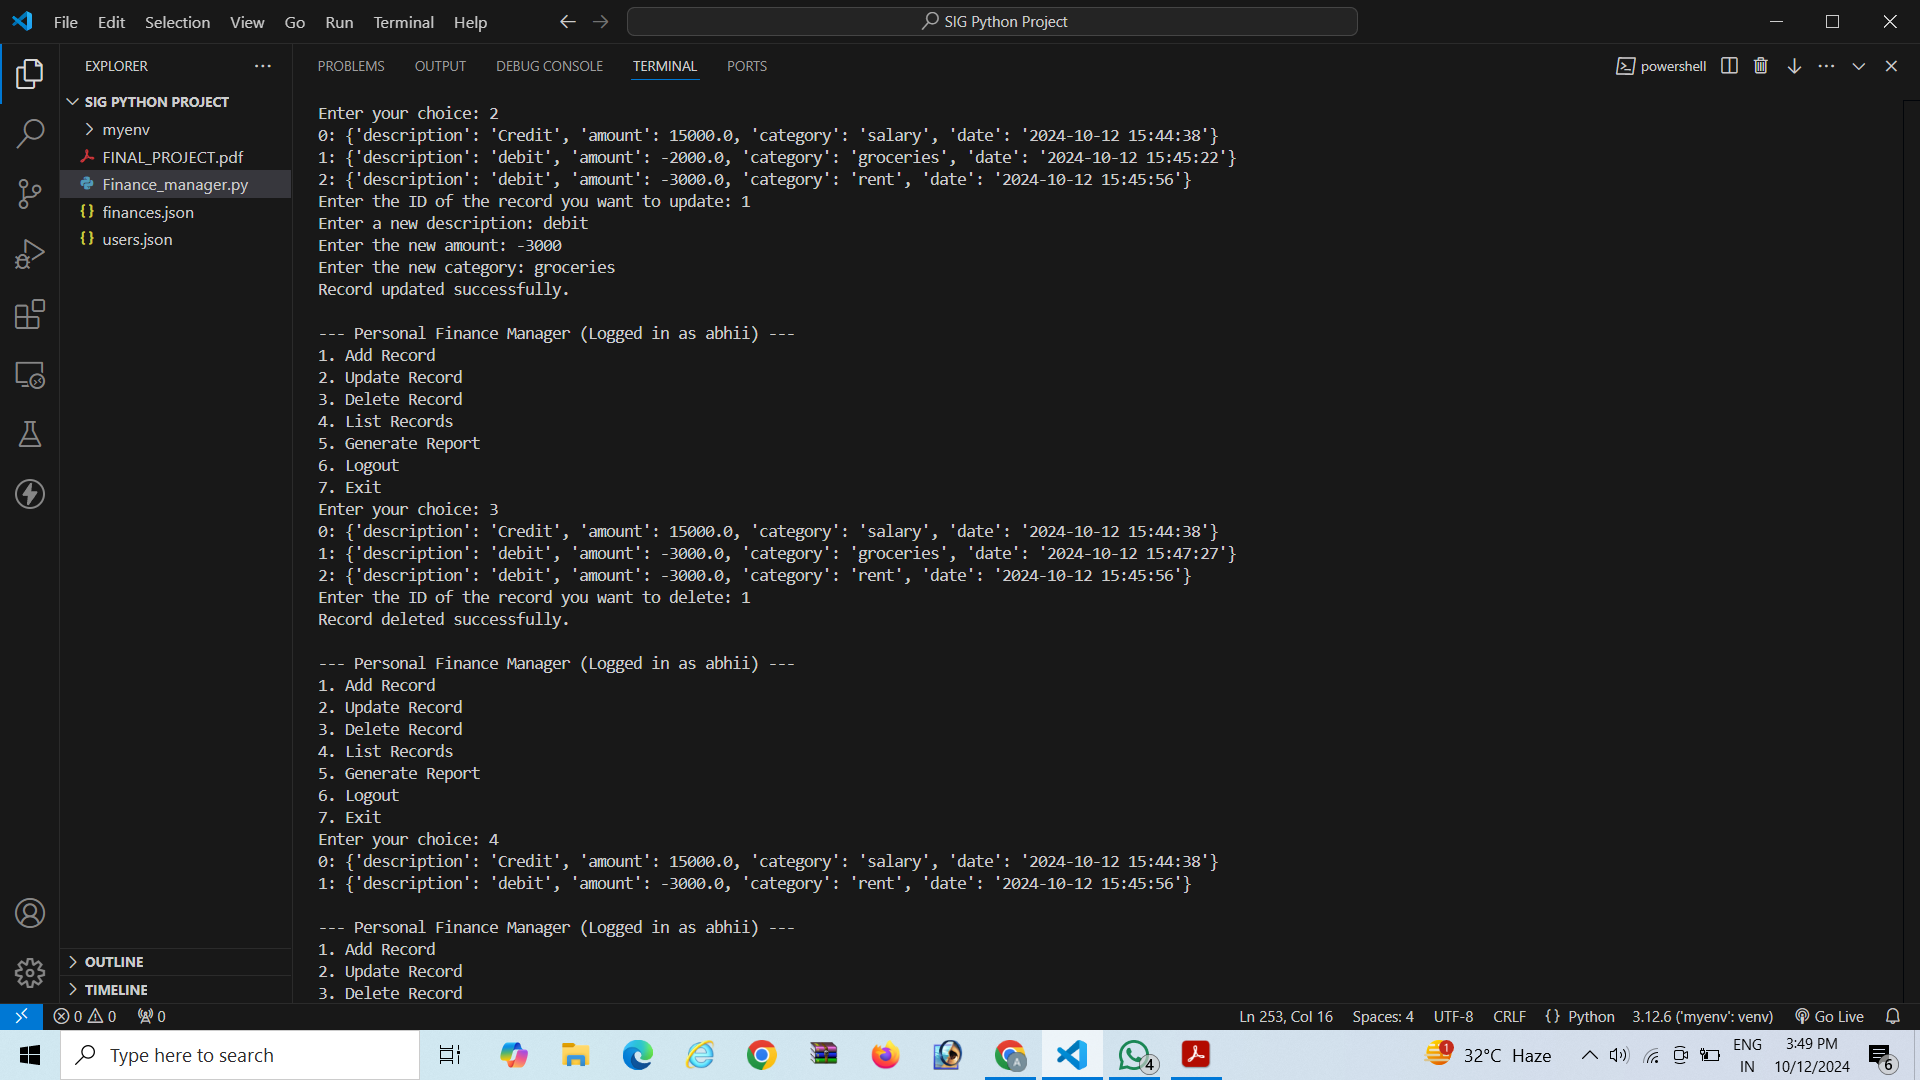 File Edit Selection View Go Run Terminal Help
SIG Python Project
EXPLORER
SIG PYTHON PROJECT
myenv
FINAL_PROJECT.pdf
Finance_manager.py
finances.json
users.json
OUTLINE
TIMELINE
PROBLEMS OUTPUT DEBUG CONSOLE TERMINAL PORTS
powershell
Enter your choice: 2
0: {'description': 'Credit', 'amount': 15000.0, 'category': 'salary', 'date': '2024-10-12 15:44:38'}
1: {'description': 'debit', 'amount': -2000.0, 'category': 'groceries', 'date': '2024-10-12 15:45:22'}
2: {'description': 'debit', 'amount': -3000.0, 'category': 'rent', 'date': '2024-10-12 15:45:56'}
Enter the ID of the record you want to update: 1
Enter a new description: debit
Enter the new amount: -3000
Enter the new category: groceries
Record updated successfully.
--- Personal Finance Manager (Logged in as abhii) ---
1. Add Record
2. Update Record
3. Delete Record
4. List Records
5. Generate Report
6. Logout
7. Exit
Enter your choice: 3
0: {'description': 'Credit', 'amount': 15000.0, 'category': 'salary', 'date': '2024-10-12 15:44:38'}
1: {'description': 'debit', 'amount': -3000.0, 'category': 'groceries', 'date': '2024-10-12 15:47:27'}
2: {'description': 'debit', 'amount': -3000.0, 'category': 'rent', 'date': '2024-10-12 15:45:56'}
Enter the ID of the record you want to delete: 1
Record deleted successfully.
--- Personal Finance Manager (Logged in as abhii) ---
1. Add Record
2. Update Record
3. Delete Record
4. List Records
5. Generate Report
6. Logout
7. Exit
Enter your choice: 4
0: {'description': 'Credit', 'amount': 15000.0, 'category': 'salary', 'date': '2024-10-12 15:44:38'}
1: {'description': 'debit', 'amount': -3000.0, 'category': 'rent', 'date': '2024-10-12 15:45:56'}
--- Personal Finance Manager (Logged in as abhii) ---
1. Add Record
2. Update Record
3. Delete Record
0 0 0
Ln 253, Col 16 Spaces: 4 UTF-8 CRLF {} Python 3.12.6 ('myenv': venv) Go Live
Type here to search
A
4
1
32°C Haze
ENG
IN
3:49 PM
10/12/2024
6